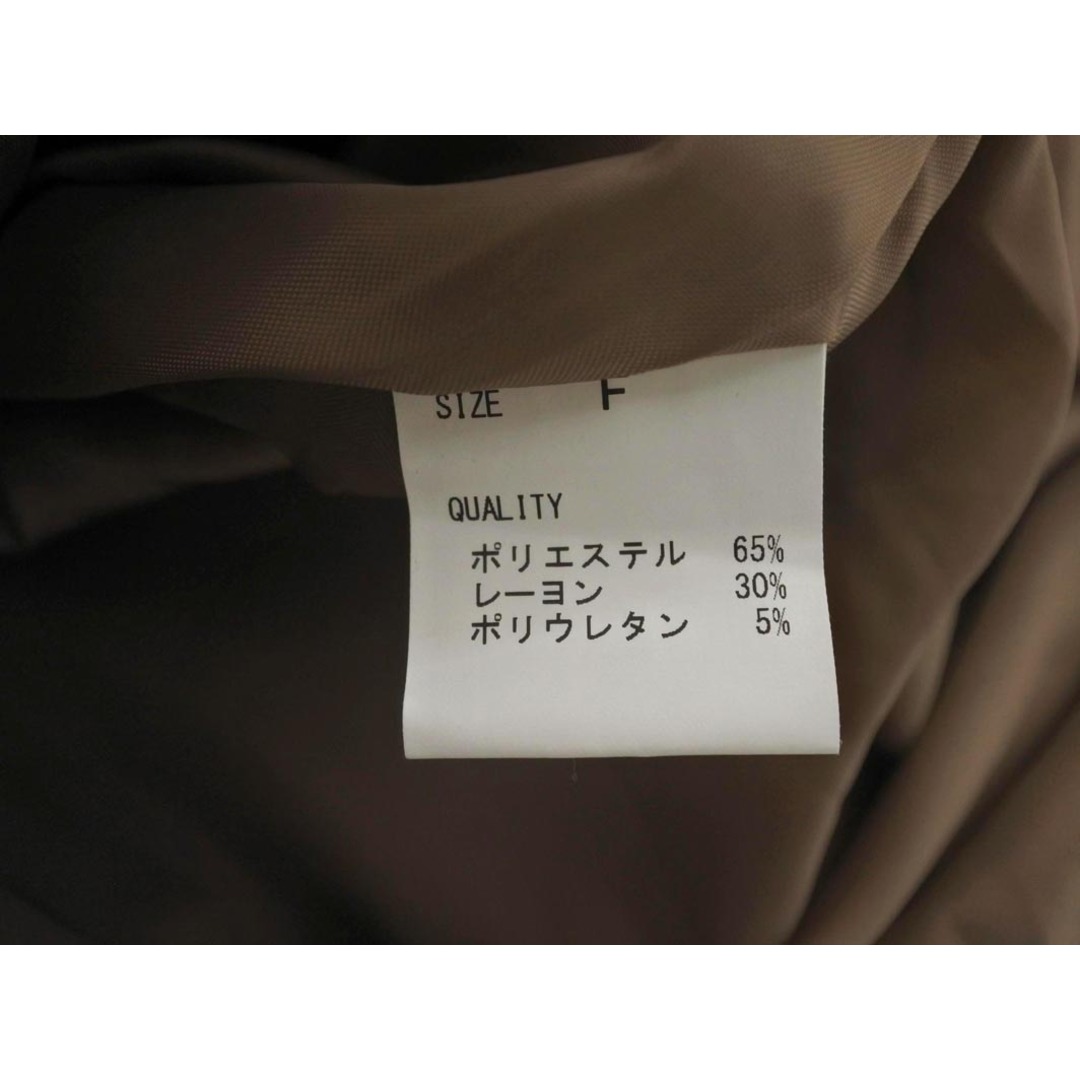 SIZE F
QUALITY
ポリエステル 65%
レーヨン 30%
ポリウレタン 5%